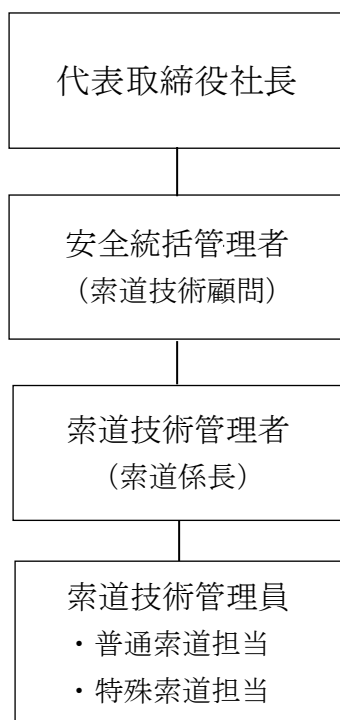 代表取締役社長
安全統括管理者
（索道技術顧問）
索道技術管理者
（索道係長）
索道技術管理員
・普通索道担当
・特殊索道担当